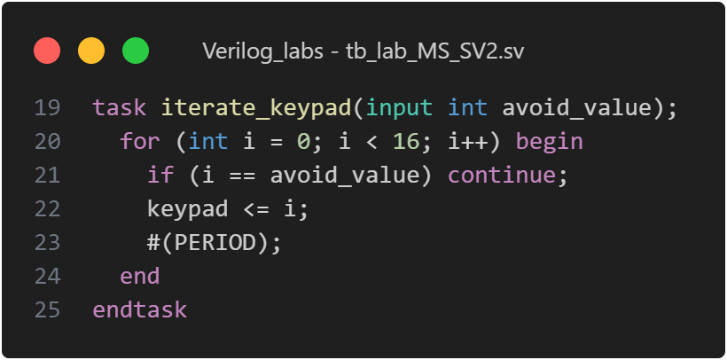 Verilog_labs - tb_lab_MS_SV2.sv
19 task iterate_keypad(input int avoid_value);
20   for (int i = 0; i < 16; i++) begin
21     if (i == avoid_value) continue;
22     keypad <= i;
23     #(PERIOD);
24   end
25 endtask